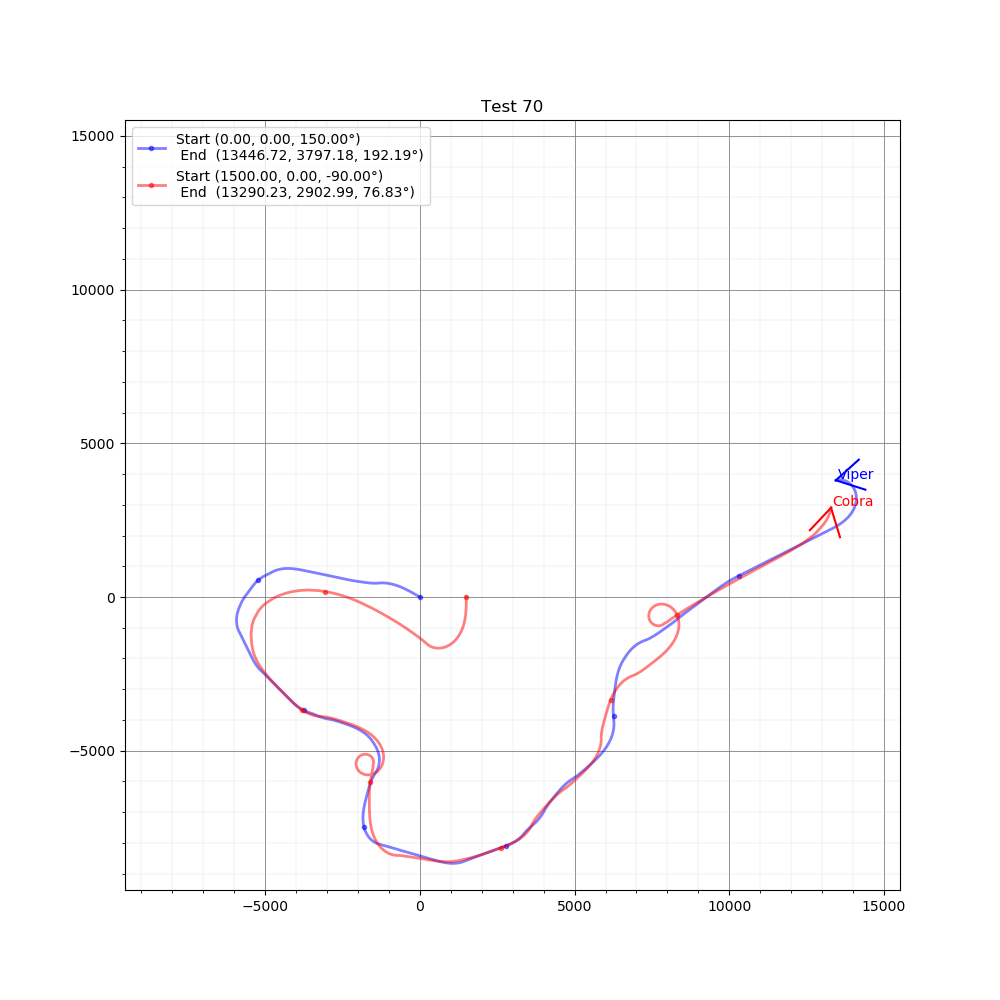 Test 70
Start (0.00, 0.00, 150.00°)
End  (13446.72, 3797.18, 192.19°)
Start (1500.00, 0.00, -90.00°)
End  (13290.23, 2902.99, 76.83°)
15000
10000
5000
0
−5000
Viper
Cobra
−5000
0
5000
10000
15000